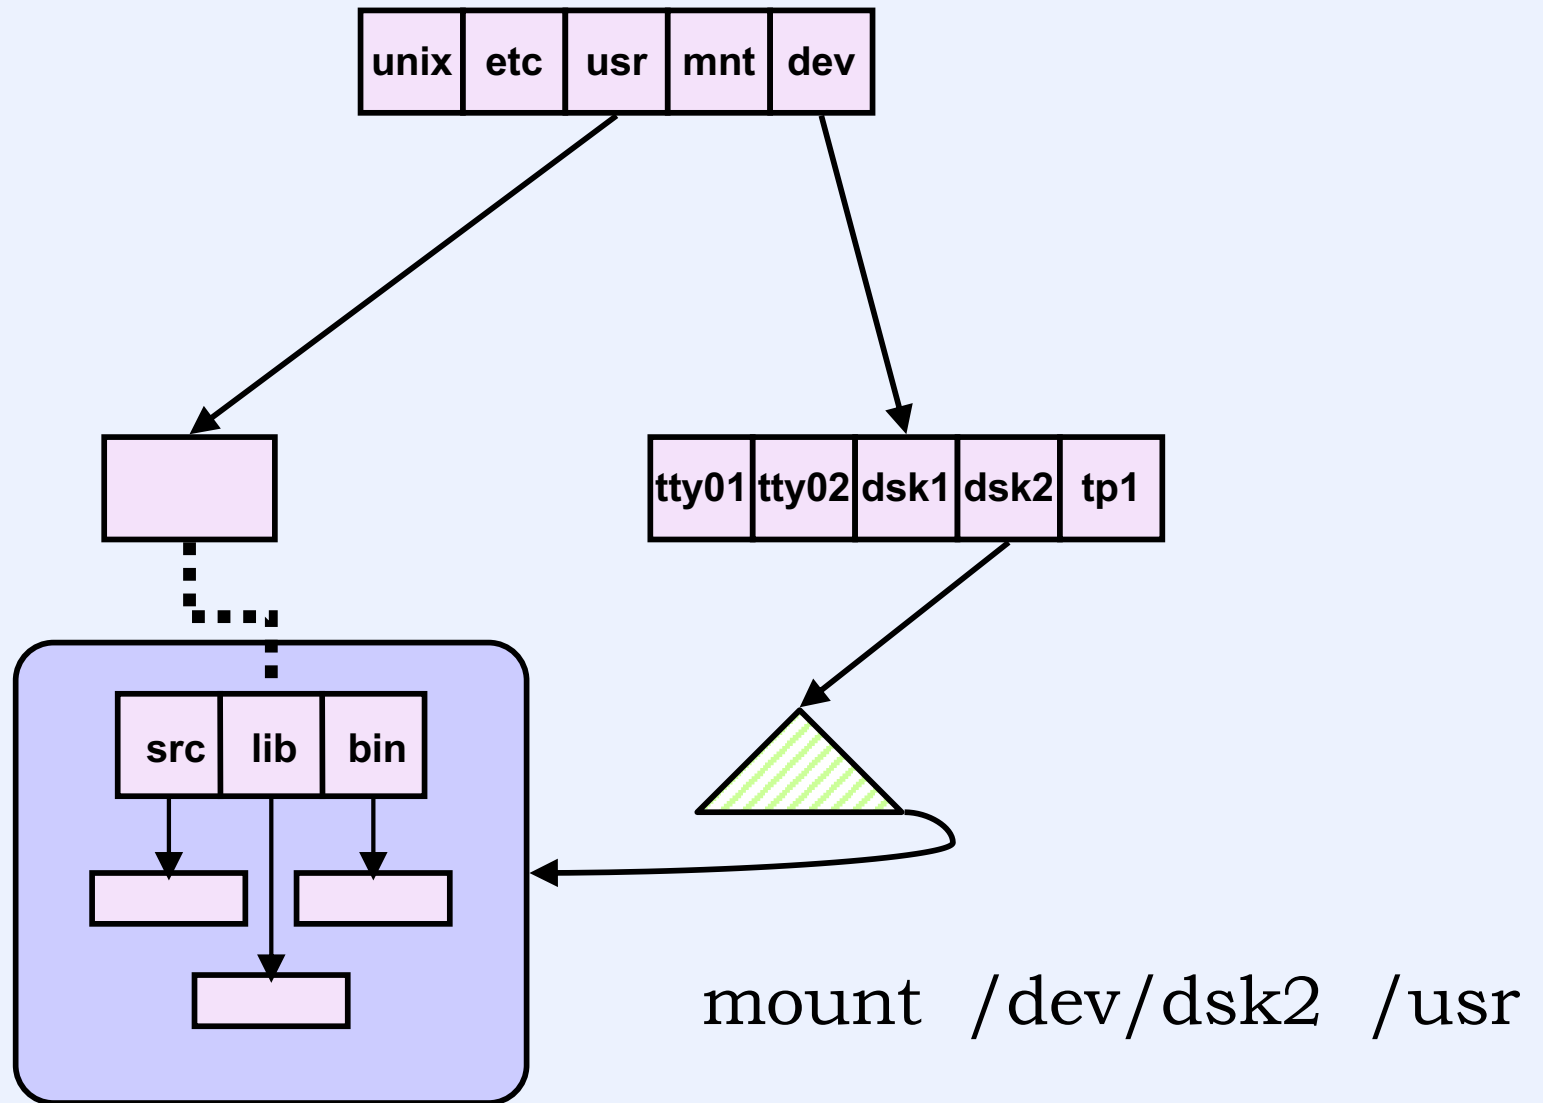 unix etc usr mnt dev
tty01 tty02 dsk1 dsk2 tp1
src lib bin
mount /dev/dsk2 /usr